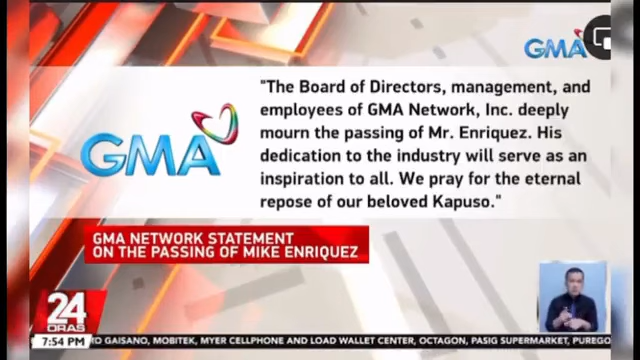 GMA
"The Board of Directors, management, and
employees of GMA Network, Inc. deeply
mourn the passing of Mr. Enriquez. His
dedication to the industry will serve as an
inspiration to all. We pray for the eternal
repose of our beloved Kapuso."
GMA
GMA NETWORK STATEMENT
ON THE PASSING OF MIKE ENRIQUEZ
24
ORAS
7:54 PM
GAISANO, MOBITEK, MYER CELLPHONE AND LOAD WALLET CENTER, OCTAGON, PASIG SUPERMARKET,